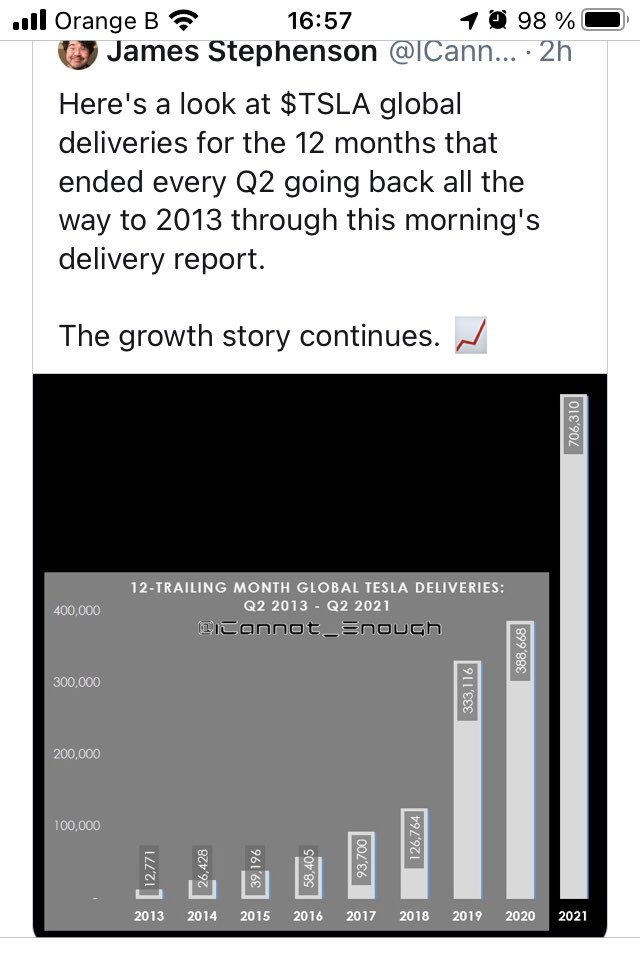 Orange B 16:57 98 %
James Stephenson @ICann... · 2h
Here's a look at $TSLA global
deliveries for the 12 months that
ended every Q2 going back all the
way to 2013 through this morning's
delivery report.
The growth story continues. 📈
12-TRAILING MONTH GLOBAL TESLA DELIVERIES:
Q2 2013 - Q2 2021
@iCannot_Enough
400,000
300,000
200,000
100,000
-
12,771
26,428
39,196
58,405
93,700
126,764
333,116
388,668
706,310
2013 2014 2015 2016 2017 2018 2019 2020 2021